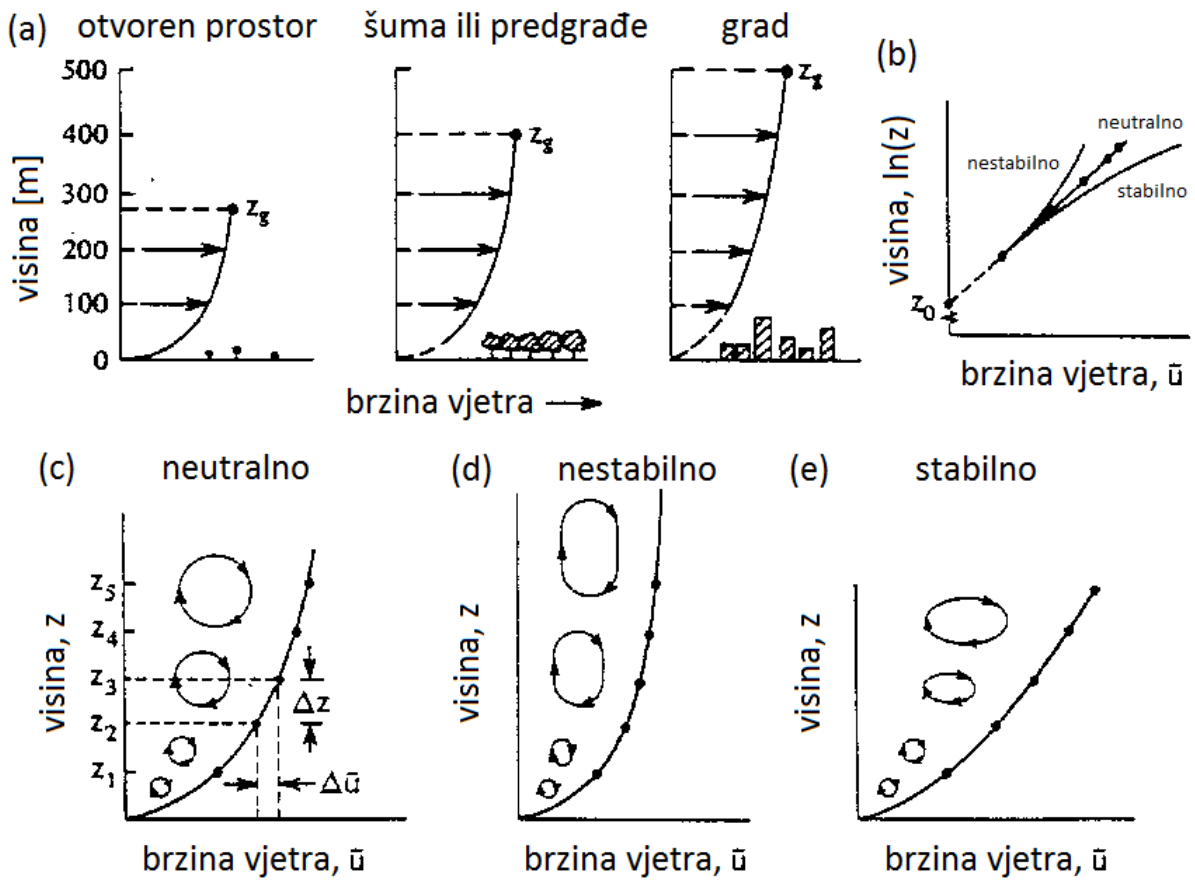 (a) otvoren prostor šuma ili predgrađe grad
visina [m]
500
400
300
200
100
0
z_g
z_g
z_g
brzina vjetra
(b)
visina, ln(z)
neutralno
nestabilno
stabilno
z_0
brzina vjetra, ū
(c) neutralno
visina, z
z_5
z_4
z_3
z_2
z_1
Δz
Δū
brzina vjetra, ū
(d) nestabilno
visina, z
brzina vjetra, ū
(e) stabilno
visina, z
brzina vjetra, ū